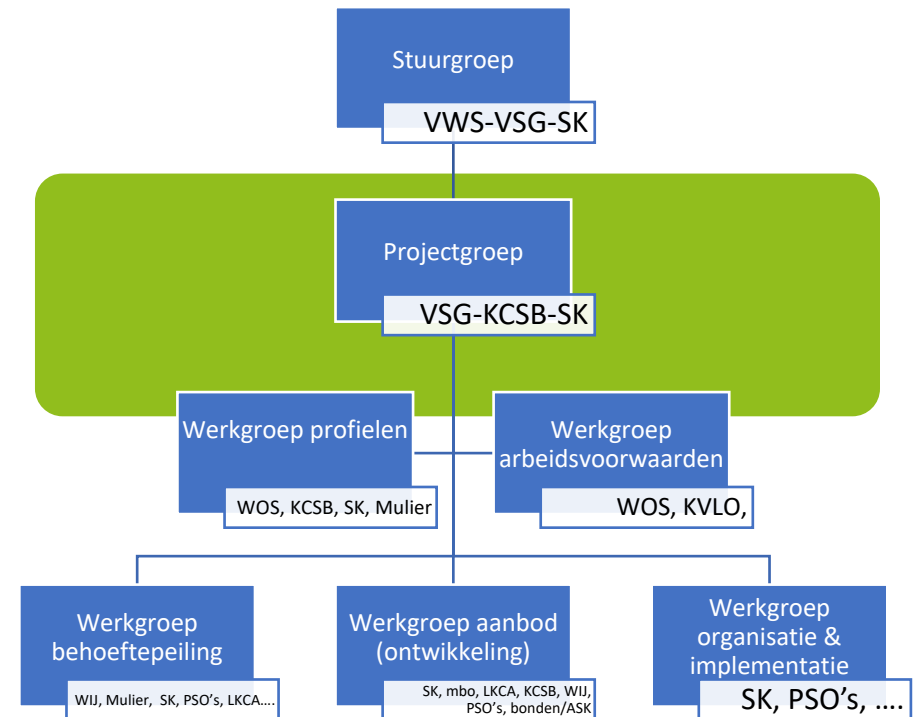 Stuurgroep
VWS-VSG-SK
Projectgroep
VSG-KCSB-SK
Werkgroep profielen
WOS, KCSB, SK, Mulier
Werkgroep
arbeidsvoorwaarden
WOS, KVLO,
Werkgroep
behoeftepeiling
WIJ, Mulier, SK, PSO's, LKCA....
Werkgroep aanbod
(ontwikkeling)
SK, mbo, LKCA, KCSB, WIJ,
PSO's, bonden/ASK
Werkgroep
organisatie &
implementatie
SK, PSO's, ....